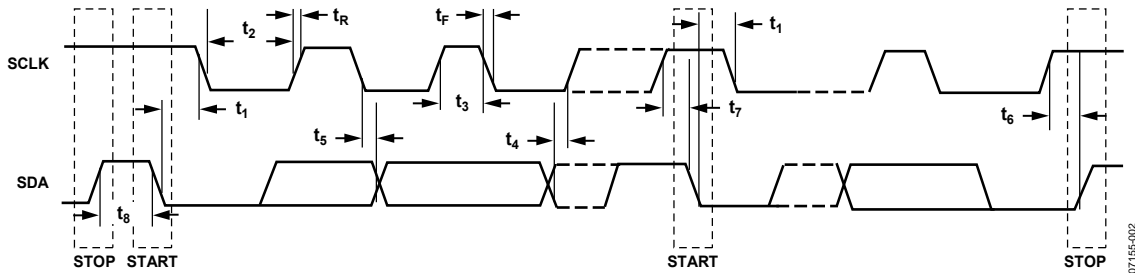 t2
tR
tF
t1
SCLK
t1
t3
t7
t6
t5
t4
SDA
t8
STOP START START STOP
07155-002